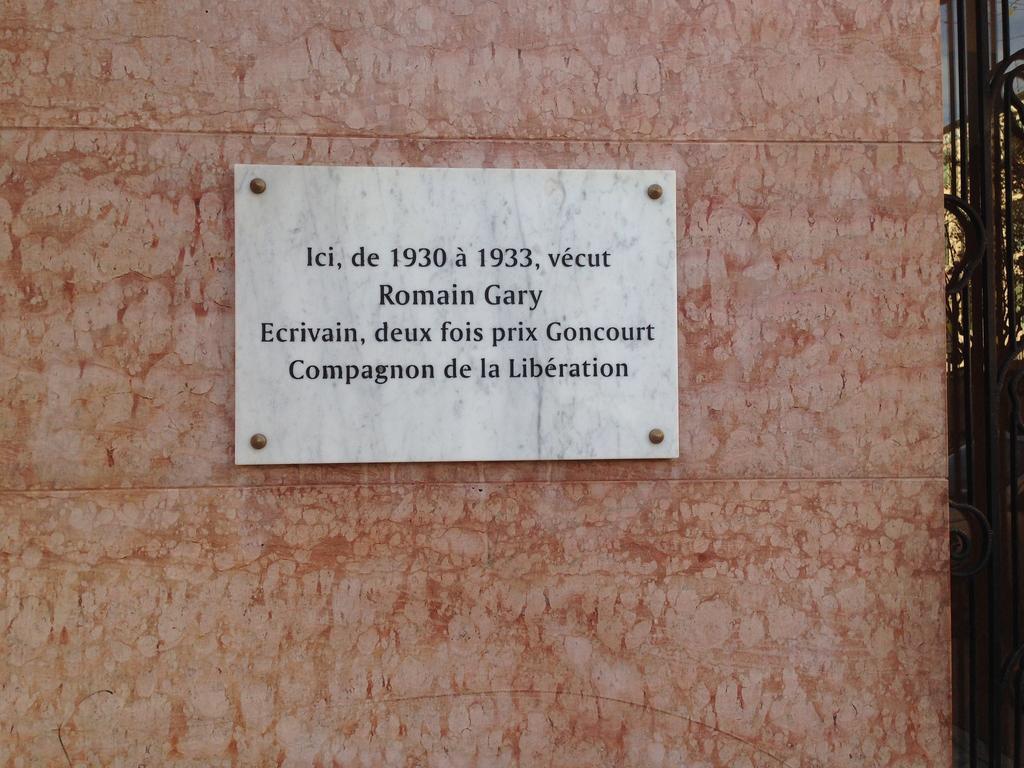 Ici, de 1930 à 1933, vécut
Romain Gary
Ecrivain, deux fois prix Goncourt
Compagnon de la Libération